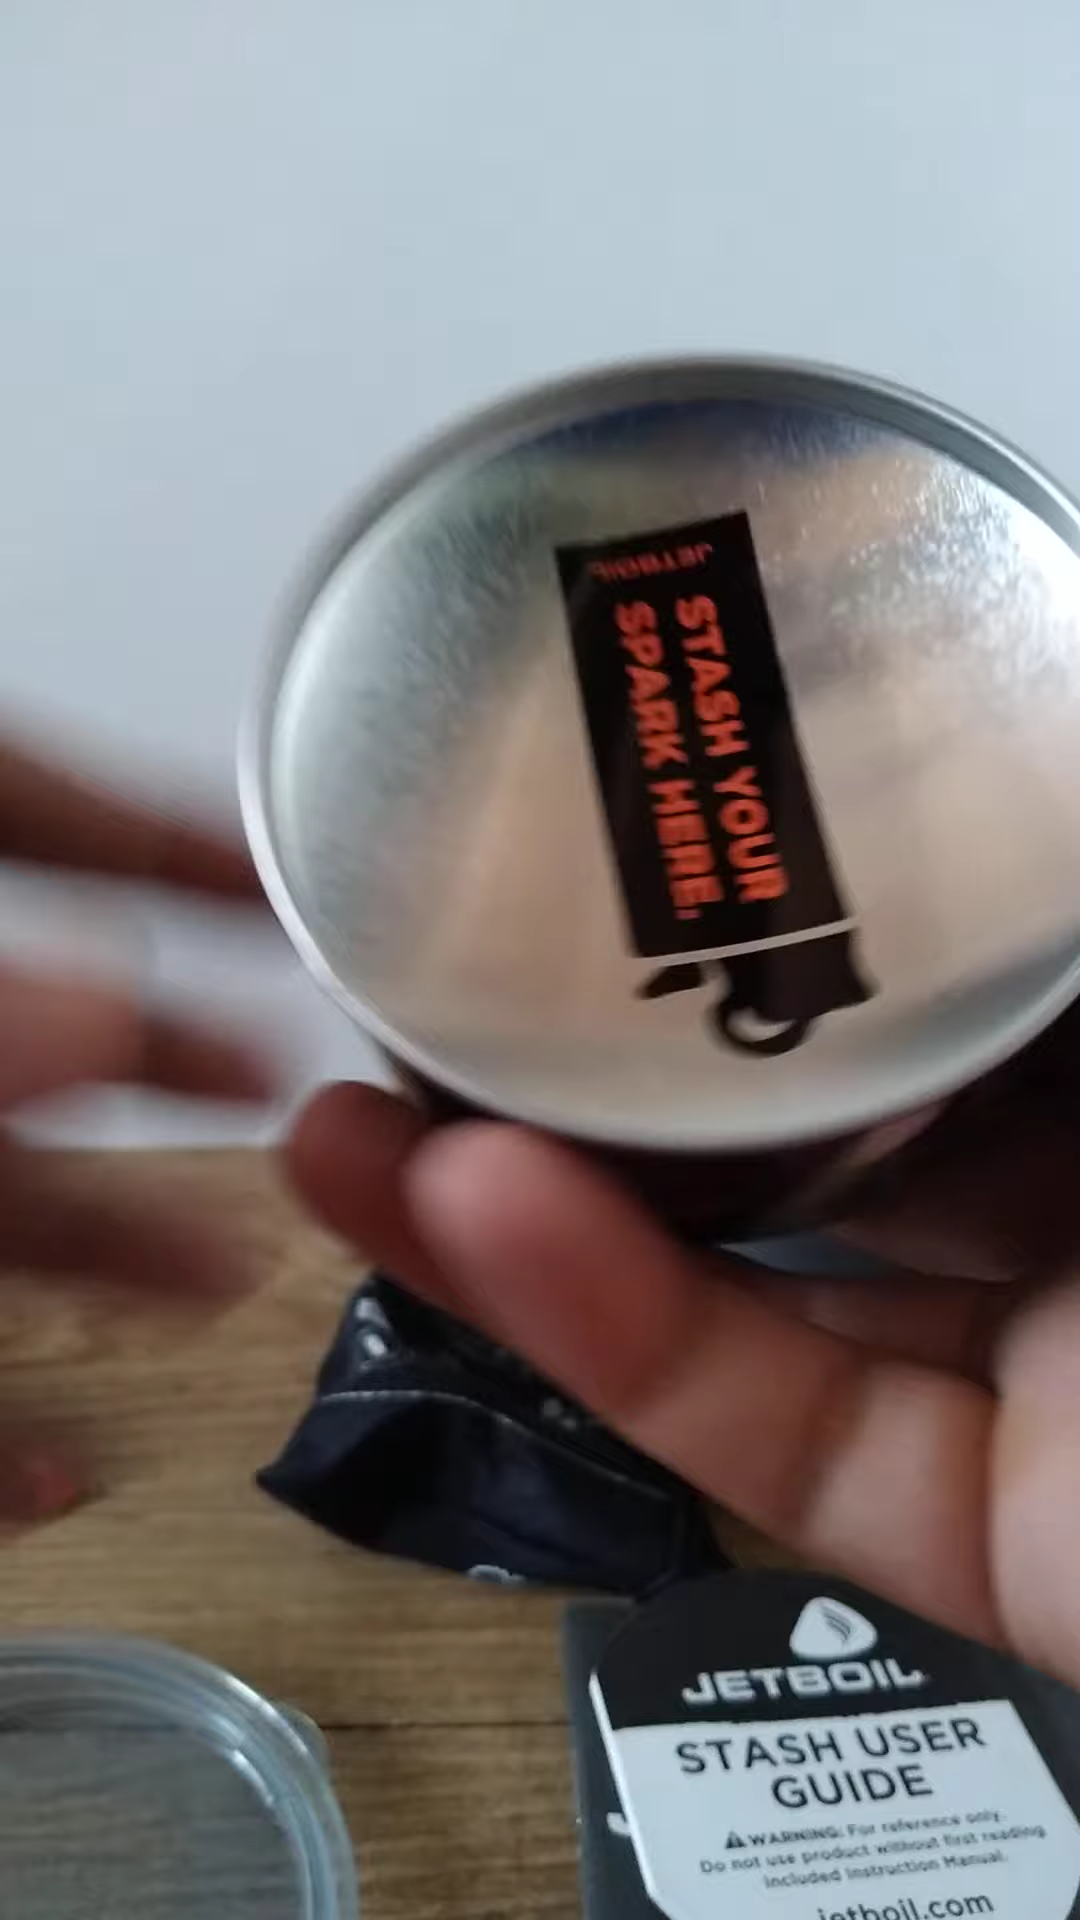 JETBOIL
STASH YOUR
SPARK HERE.
JETBOIL
STASH USER
GUIDE
WARNING: For reference only.
Do not use product without first reading
included Instruction Manual.
jetboil.com